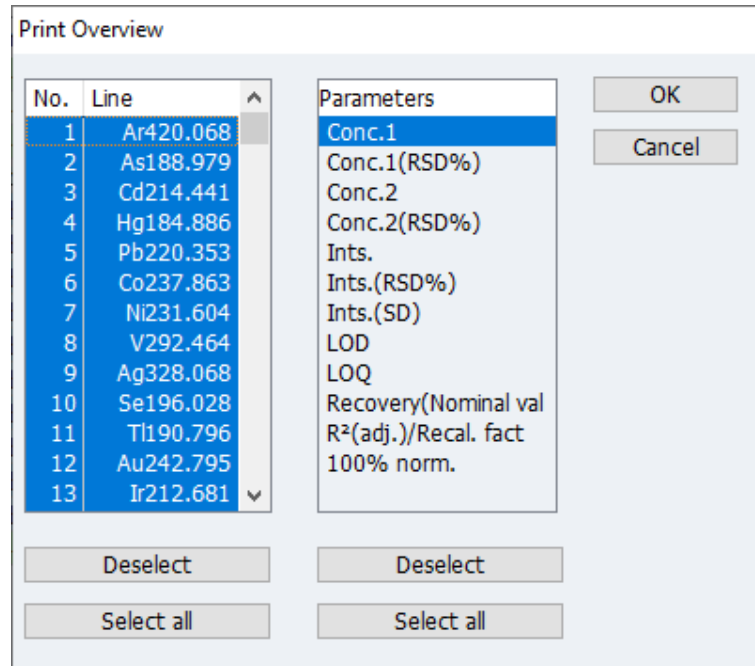 Print Overview
No. Line
1 Ar420.068
2 As188.979
3 Cd214.441
4 Hg184.886
5 Pb220.353
6 Co237.863
7 Ni231.604
8 V292.464
9 Ag328.068
10 Se196.028
11 Tl190.796
12 Au242.795
13 Ir212.681
Deselect
Select all
Parameters
Conc.1
Conc.1(RSD%)
Conc.2
Conc.2(RSD%)
Ints.
Ints.(RSD%)
Ints.(SD)
LOD
LOQ
Recovery(Nominal val
R²(adj.)/Recal. fact
100% norm.
Deselect
Select all
OK
Cancel